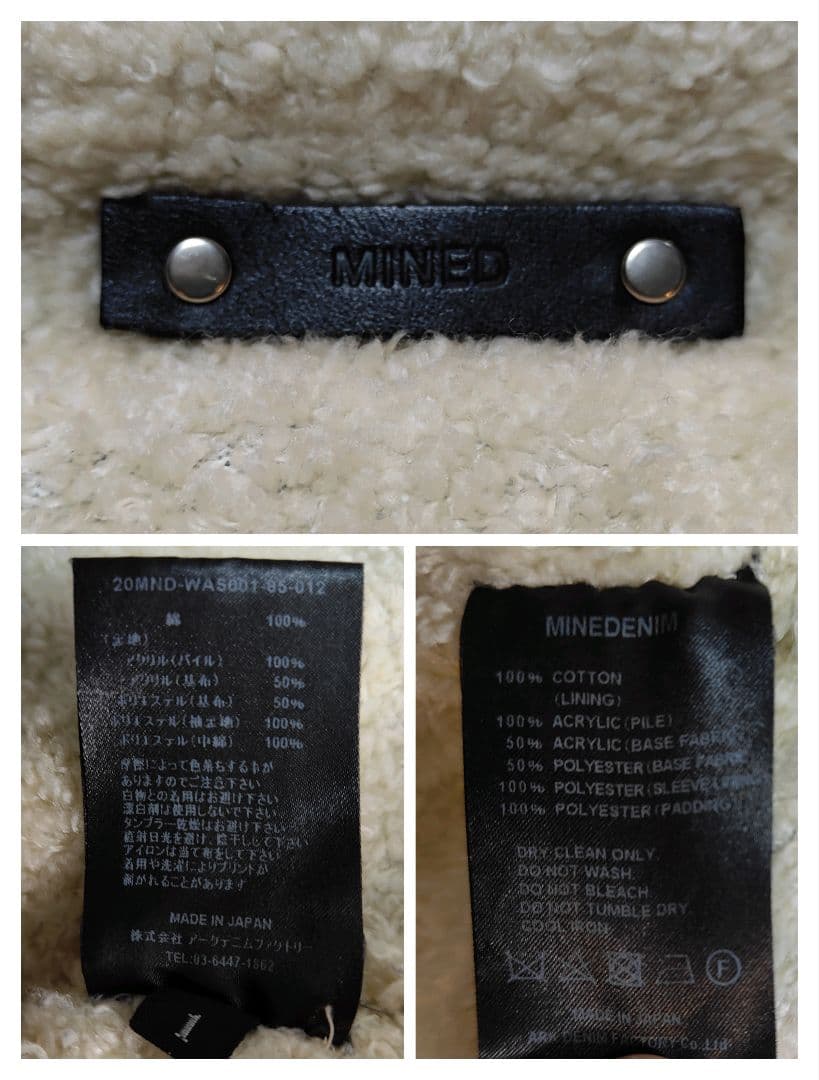 MINED
20MND-WAS001-95-012
綿 100%
(裏地)
アクリル(パイル) 100%
アクリル(基布) 50%
ポリエステル(基布) 50%
ポリエステル(袖裏地) 100%
ポリエステル(中綿) 100%
摩擦によって色落ちする事が
ありますのでご注意下さい
白物との着用はお避け下さい
漂白剤は使用しないで下さい
タンブラー乾燥はお避け下さい
直射日光を避け、陰干しして下さい
アイロンは当て布をして下さい
着用や洗濯によりプリントが
剥がれることがあります
MADE IN JAPAN
株式会社 アークデニムファクトリー
TEL:03-6447-1862
1
MINEDENIM
100% COTTON
(LINING)
100% ACRYLIC(PILE)
50% ACRYLIC(BASE FABRIC)
50% POLYESTER(BASE FABRIC)
100% POLYESTER(SLEEVE LINING)
100% POLYESTER(PADDING)
DRY CLEAN ONLY.
DO NOT WASH.
DO NOT BLEACH.
DO NOT TUMBLE DRY.
COOL IRON.
F
MADE IN JAPAN
ARK DENIM FACTORY Co.,Ltd.